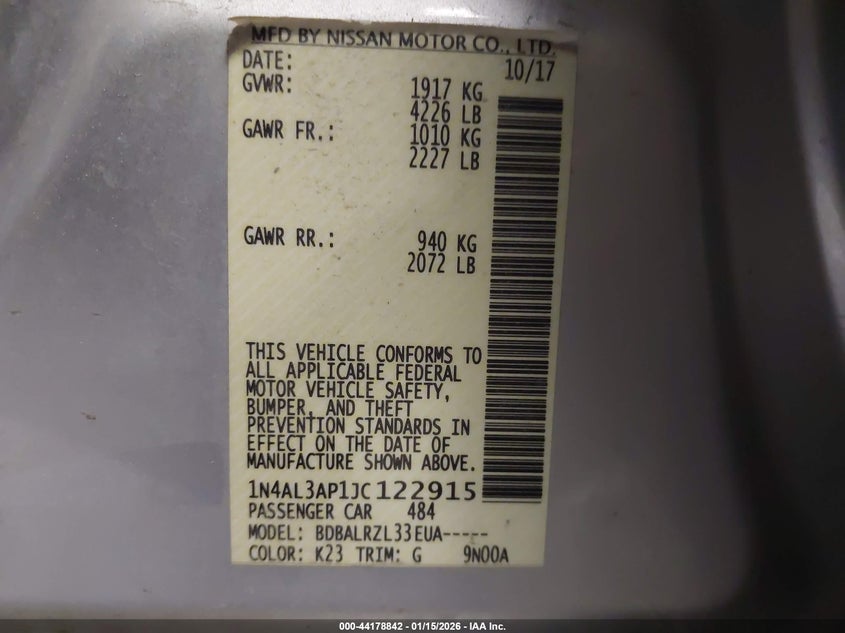 MFD BY NISSAN MOTOR CO., LTD.
DATE: 10/17
GVWR: 1917 KG
4226 LB
GAWR FR.: 1010 KG
2227 LB
GAWR RR.: 940 KG
2072 LB
THIS VEHICLE CONFORMS TO
ALL APPLICABLE FEDERAL
MOTOR VEHICLE SAFETY,
BUMPER, AND THEFT
PREVENTION STANDARDS IN
EFFECT ON THE DATE OF
MANUFACTURE SHOWN ABOVE.
1N4AL3AP1JC122915
PASSENGER CAR 484
MODEL: BDBALRZL33EUA-----
COLOR: K23 TRIM: G 9N00A
000-44178842 - 01/15/2026 - IAA Inc.